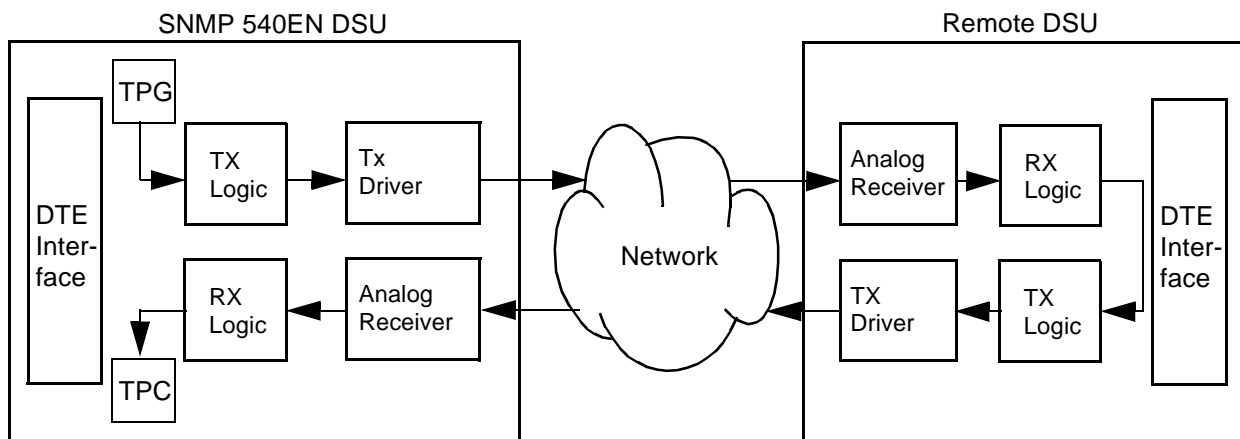 SNMP 540EN DSU
Remote DSU
TPG
TX
Logic
Tx
Driver
Analog
Receiver
RX
Logic
DTE
Inter-
face
Network
DTE
Inter-
face
RX
Logic
Analog
Receiver
TX
Driver
TX
Logic
TPC